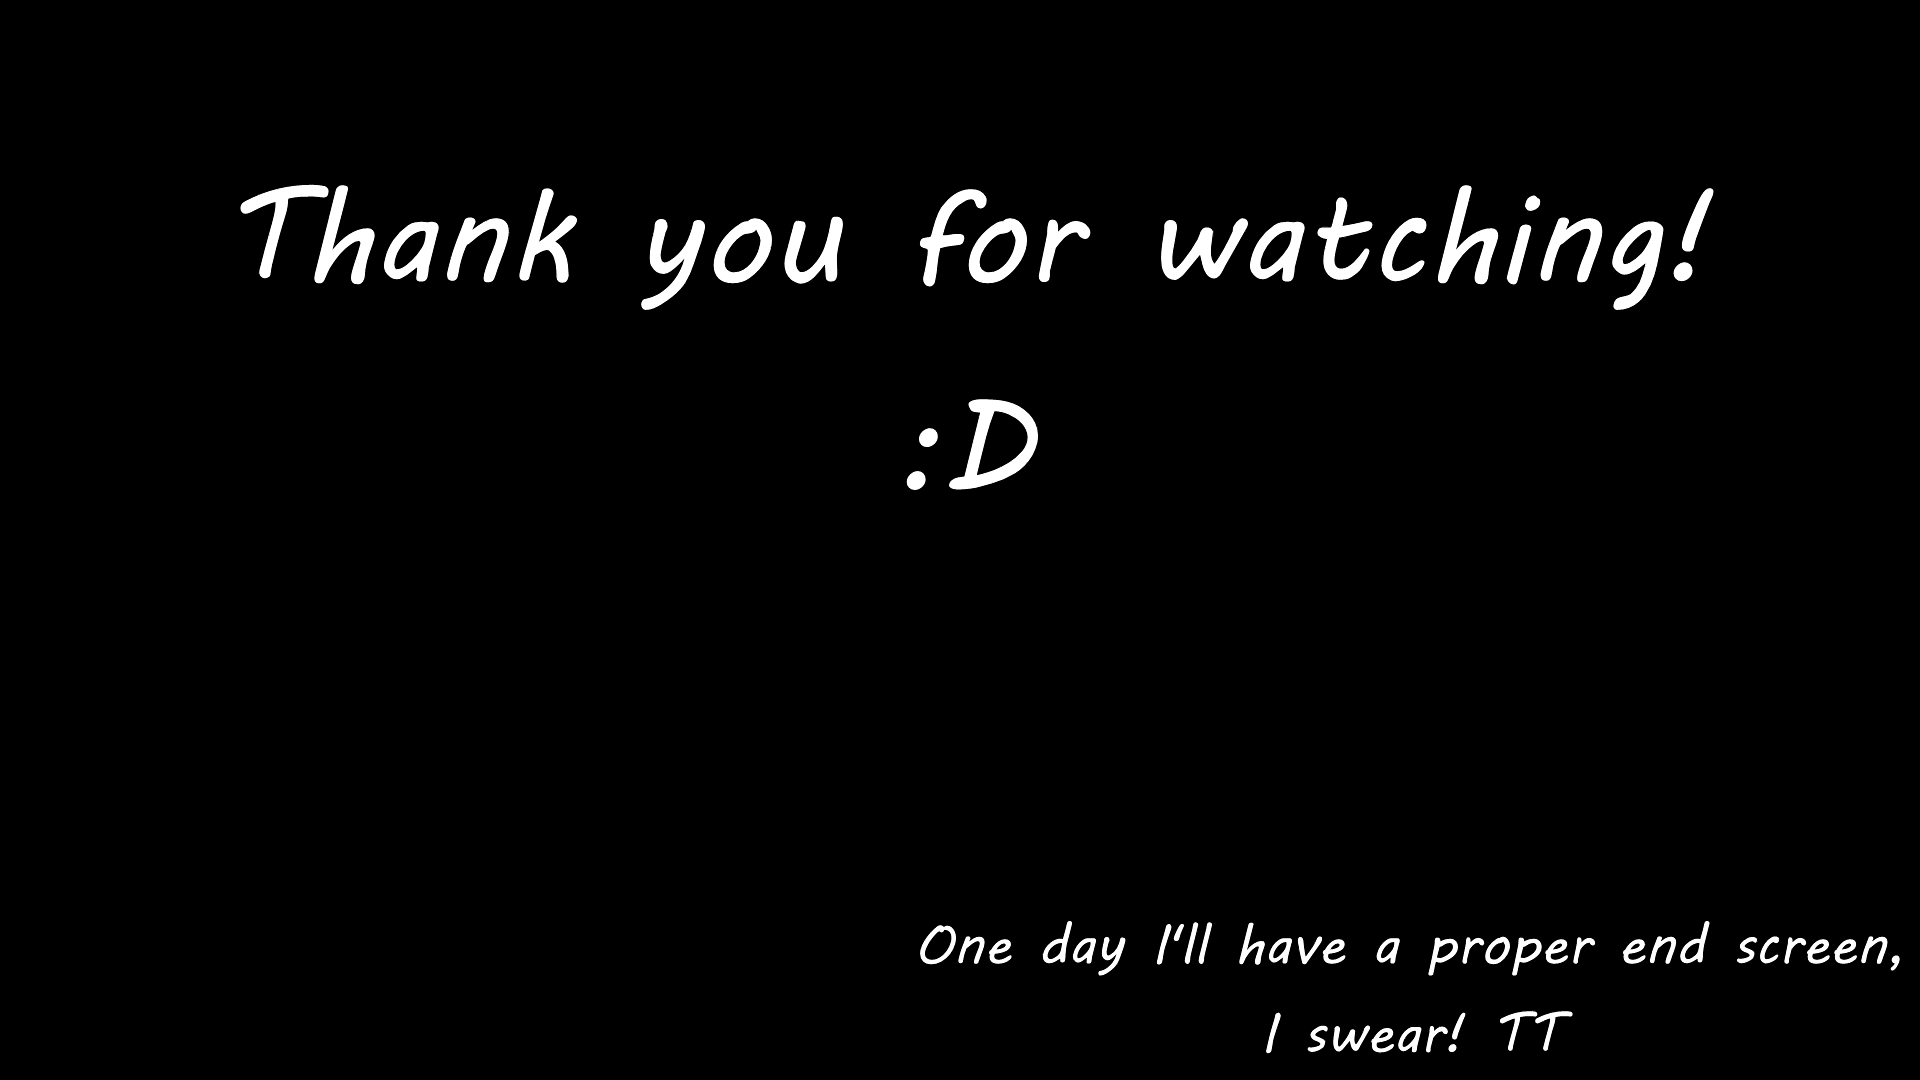 Thank you for watching!
:D
One day I'll have a proper end screen,
I swear! TT